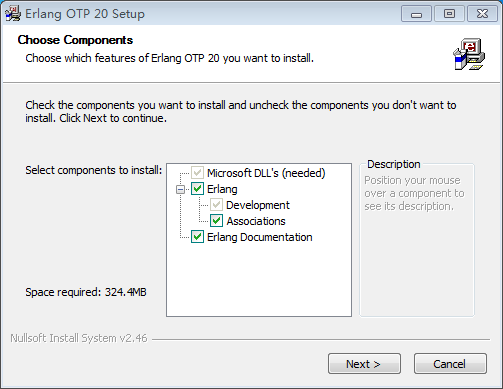 Erlang OTP 20 Setup
Choose Components
Choose which features of Erlang OTP 20 you want to install.
Check the components you want to install and uncheck the components you don't want to
install. Click Next to continue.
Select components to install:
Microsoft DLL's (needed)
Erlang
Development
Associations
Erlang Documentation
Description
Position your mouse
over a component to
see its description.
Space required: 324.4MB
Nullsoft Install System v2.46
Next >
Cancel